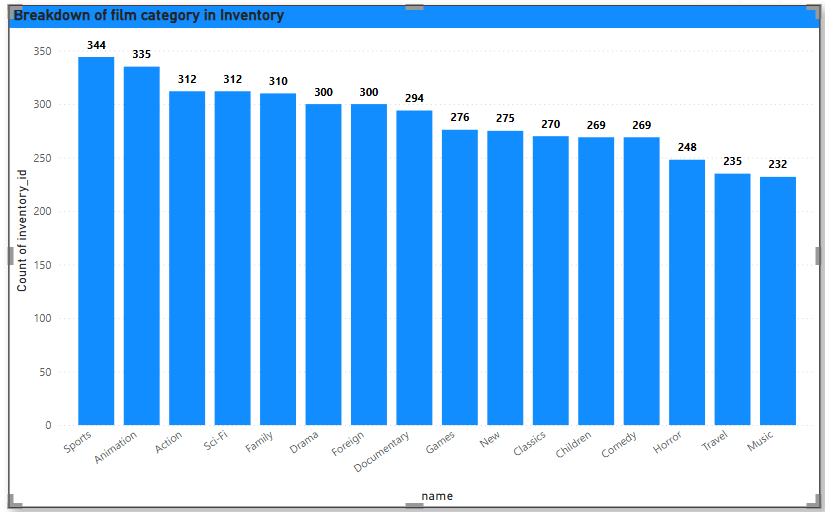 Breakdown of film category in Inventory
350
300
250
200
150
100
50
0
Count of inventory_id
344
335
312
312
310
300
300
294
276
275
270
269
269
248
235
232
Sports
Animation
Action
Sci-Fi
Family
Drama
Foreign
Documentary
Games
New
Classics
Children
Comedy
Horror
Travel
Music
name